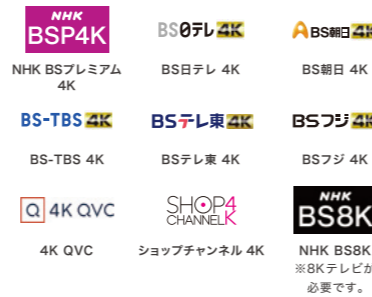 NHK
BSP4K
BS日テレ 4K
BS朝日 4K
NHK BSプレミアム
4K
BS日テレ 4K
BS朝日 4K
BS-TBS 4K
BSテレ東 4K
BSフジ 4K
BS-TBS 4K
BSテレ東 4K
BSフジ 4K
Q 4K QVC
SHOP4
CHANNELK
NHK
BS8K
4K QVC
ショップチャンネル 4K
NHK BS8K
※8Kテレビが
必要です。